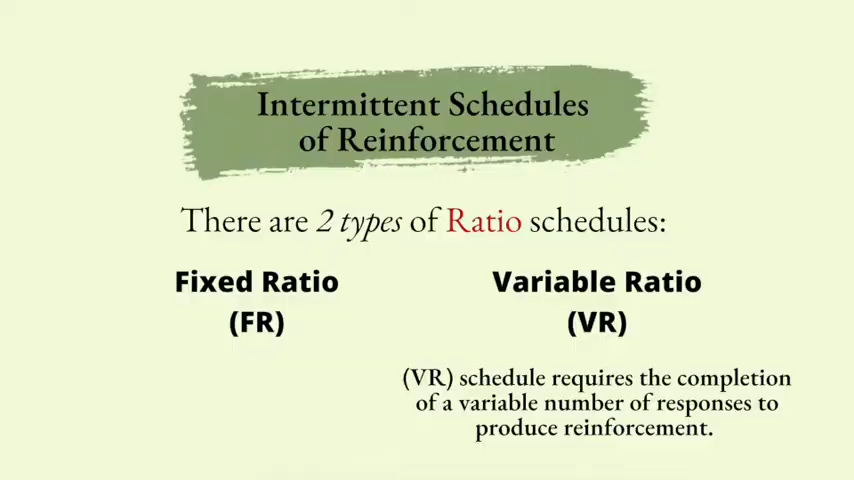 Intermittent Schedules
of Reinforcement
There are 2 types of Ratio schedules:
Fixed Ratio
(FR)
Variable Ratio
(VR)
(VR) schedule requires the completion
of a variable number of responses to
produce reinforcement.